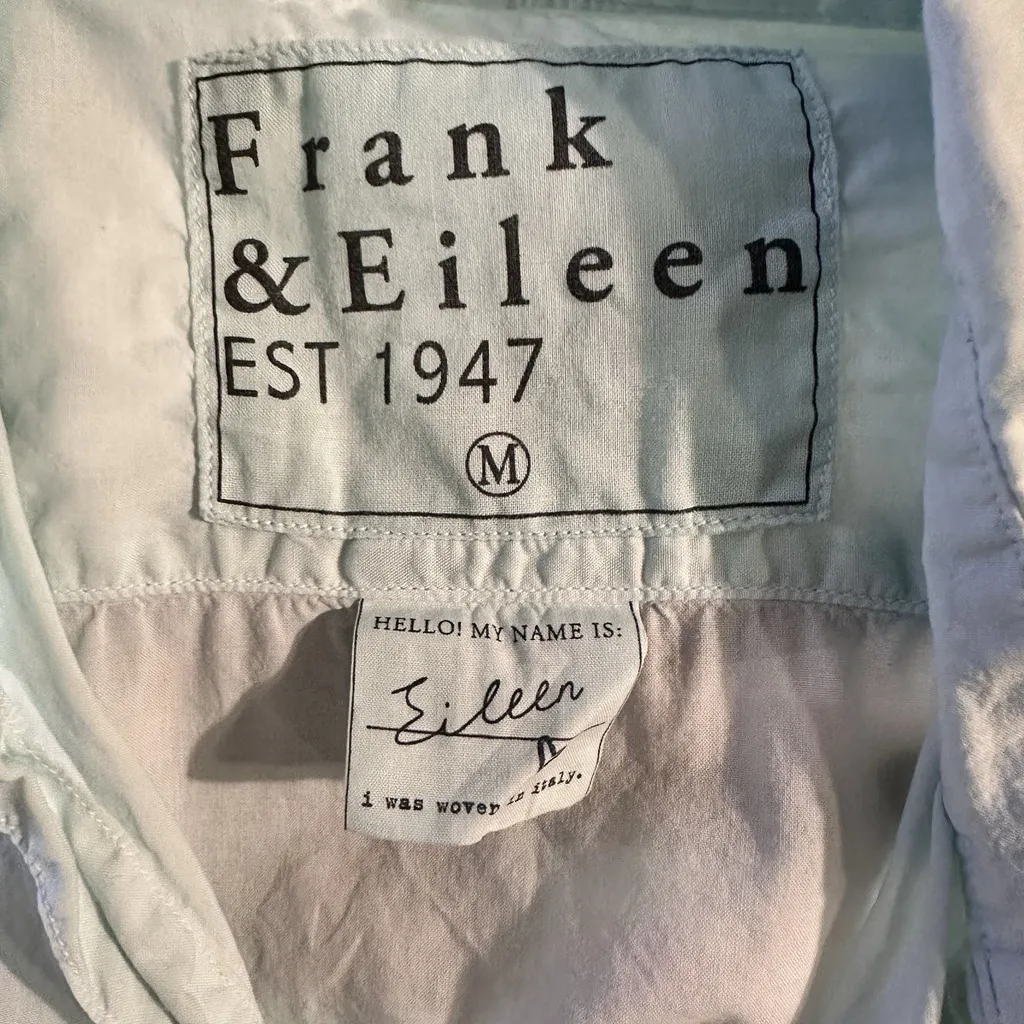 Frank
&Eileen
EST 1947
M
HELLO! MY NAME IS:
Eileen
i was woven in italy.